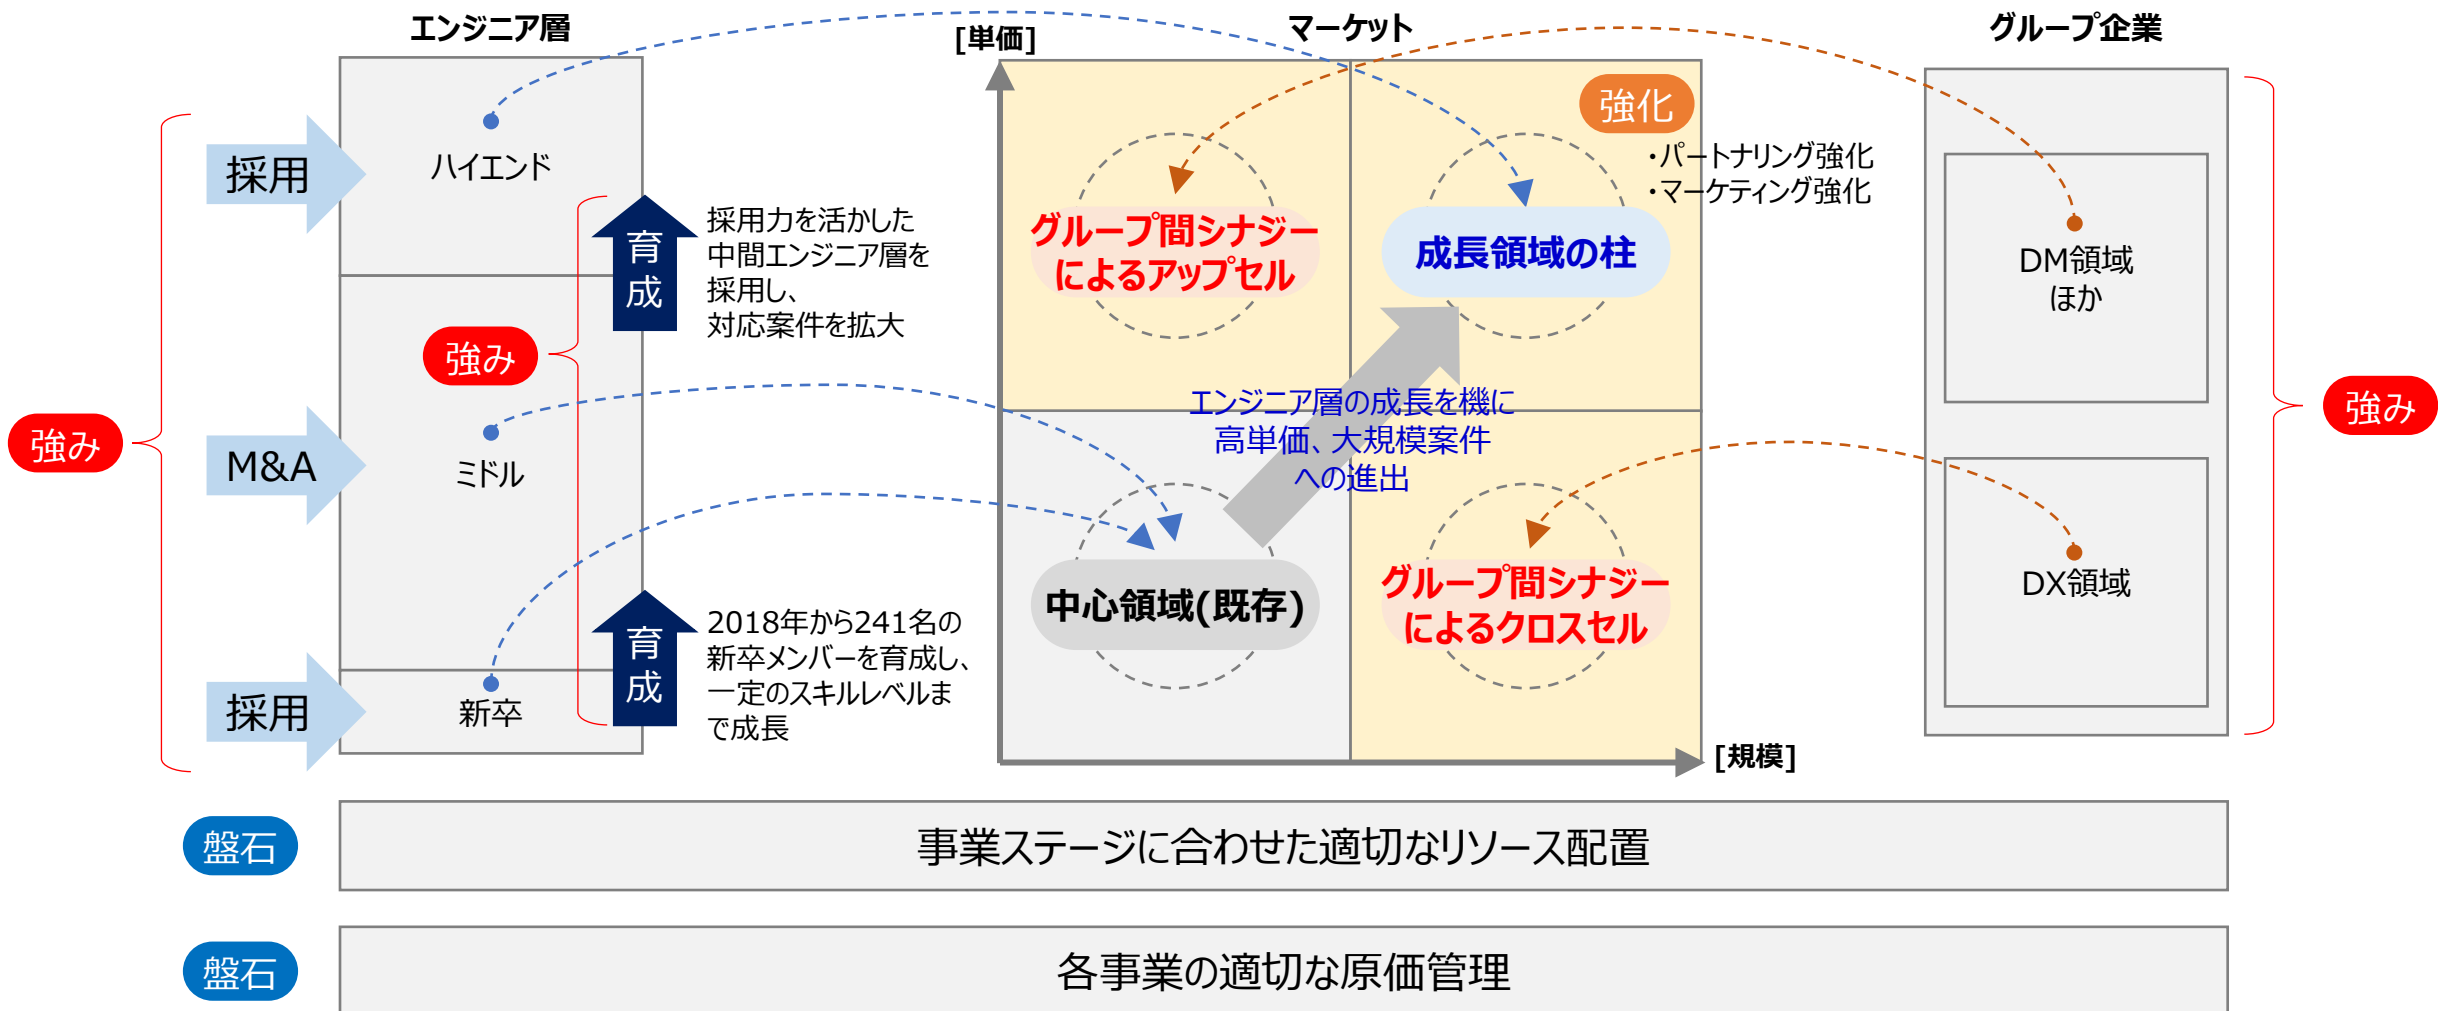 エンジニア層
マーケット
グループ企業
[単価]
強化
・パートナリング強化
・マーケティング強化
採用
ハイエンド
育
成
採用力を活かした
中間エンジニア層を
採用し、
対応案件を拡大
グループ間シナジー
によるアップセル
成長領域の柱
DM領域
ほか
強み
強み
M&A
ミドル
エンジニア層の成長を機に
高単価、大規模案件
への進出
強み
採用
新卒
育
成
2018年から241名の
新卒メンバーを育成し、
一定のスキルレベルま
で成長
中心領域(既存)
グループ間シナジー
によるクロスセル
DX領域
[規模]
盤石
事業ステージに合わせた適切なリソース配置
盤石
各事業の適切な原価管理